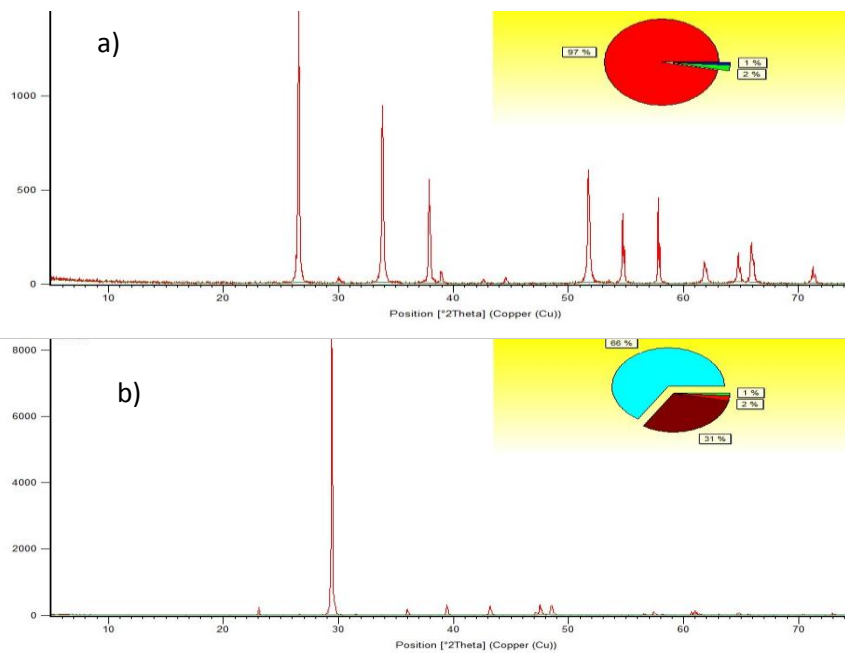 a)
97 %
1 %
2 %
1000
500
0
10 20 30 40 50 60 70
Position [°2Theta] (Copper (Cu))
8000
66 %
b)
1 %
2 %
31 %
6000
4000
2000
0
10 20 30 40 50 60 70
Position [°2Theta] (Copper (Cu))